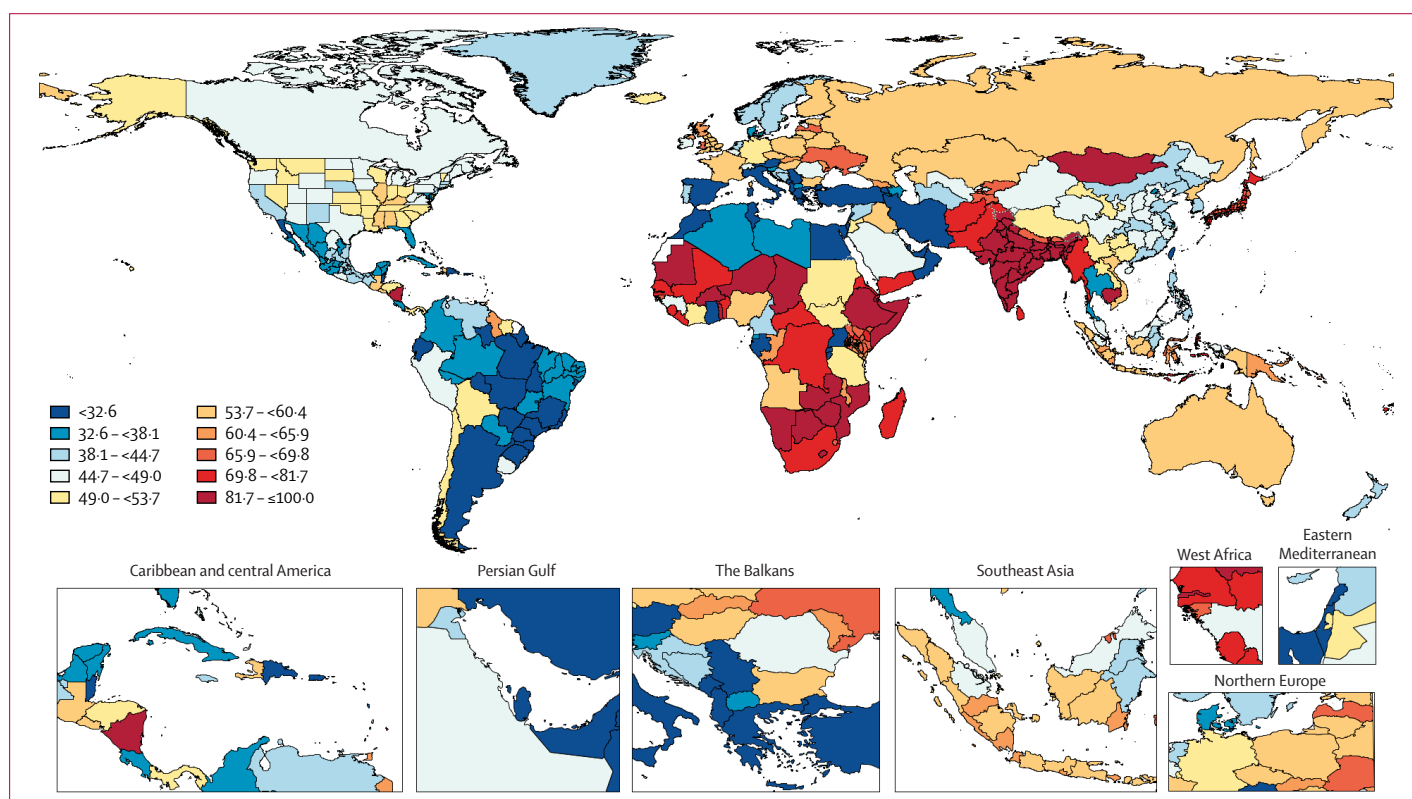 <32·6
32·6 – <38·1
38·1 – <44·7
44·7 – <49·0
49·0 – <53·7
53·7 – <60·4
60·4 – <65·9
65·9 – <69·8
69·8 – <81·7
81·7 – ≤100·0
Caribbean and central America
Persian Gulf
The Balkans
Southeast Asia
West Africa
Eastern
Mediterranean
Northern Europe